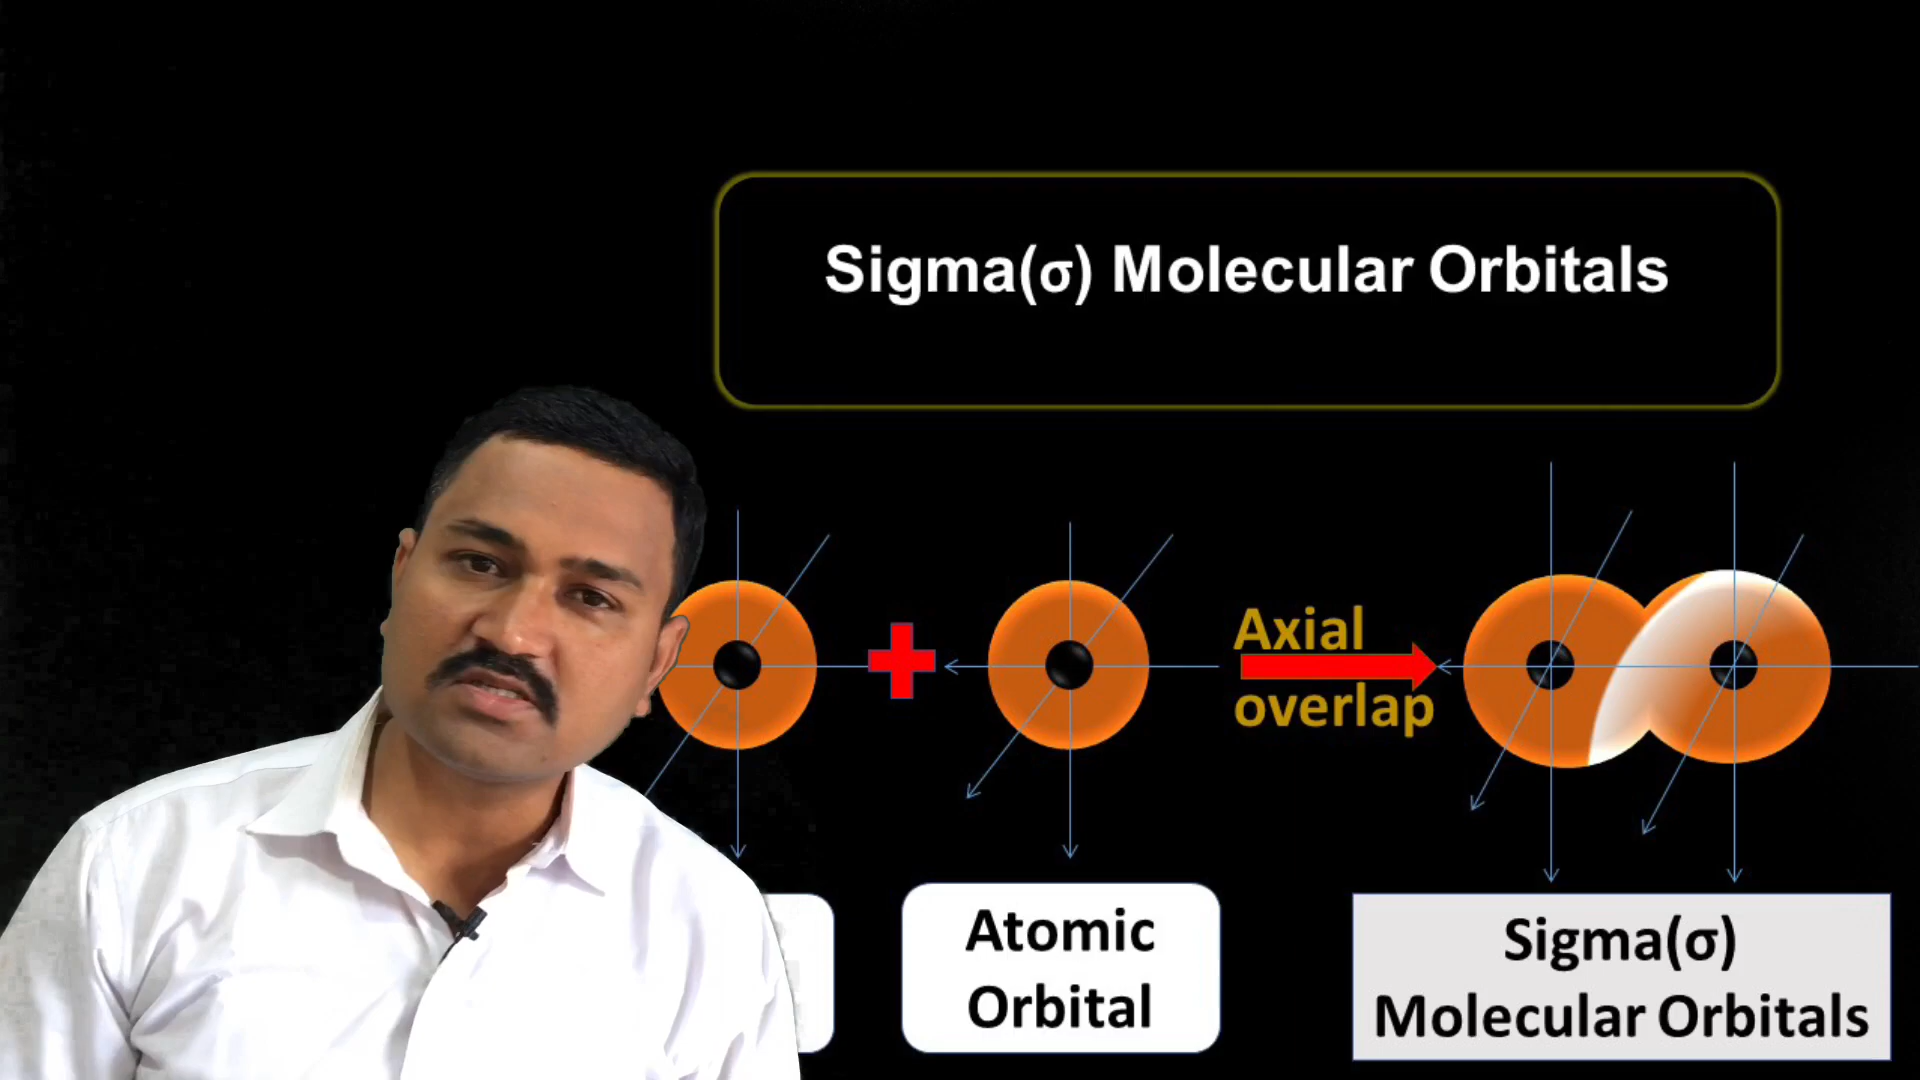 Sigma(σ) Molecular Orbitals
Axial
overlap
Atomic
Orbital
Sigma(σ)
Molecular Orbitals